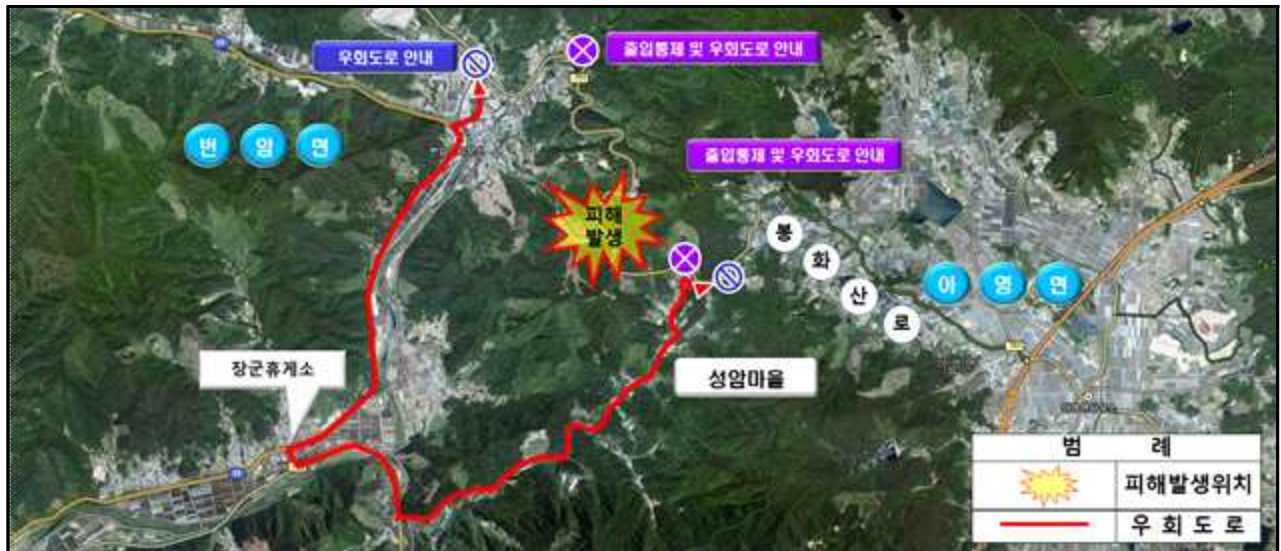 우회도로 안내
출입통제 및 우회도로 안내
번 암 면
출입통제 및 우회도로 안내
피해
발생
봉
화
산
로
아 영 면
장군휴게소
성암마을
범 례
피해발생위치
우 회 도 로